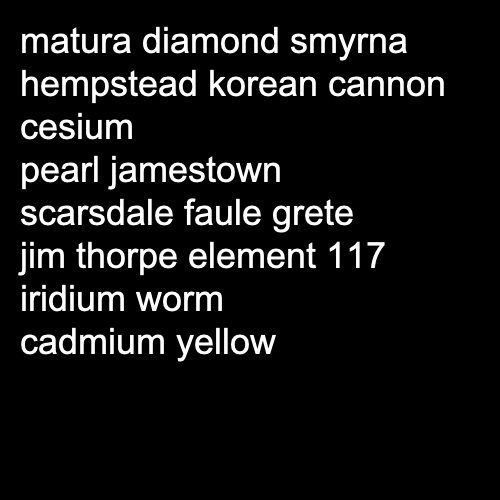 matura diamond smyrna
hempstead korean cannon
cesium
pearl jamestown
scarsdale faule grete
jim thorpe element 117
iridium worm
cadmium yellow